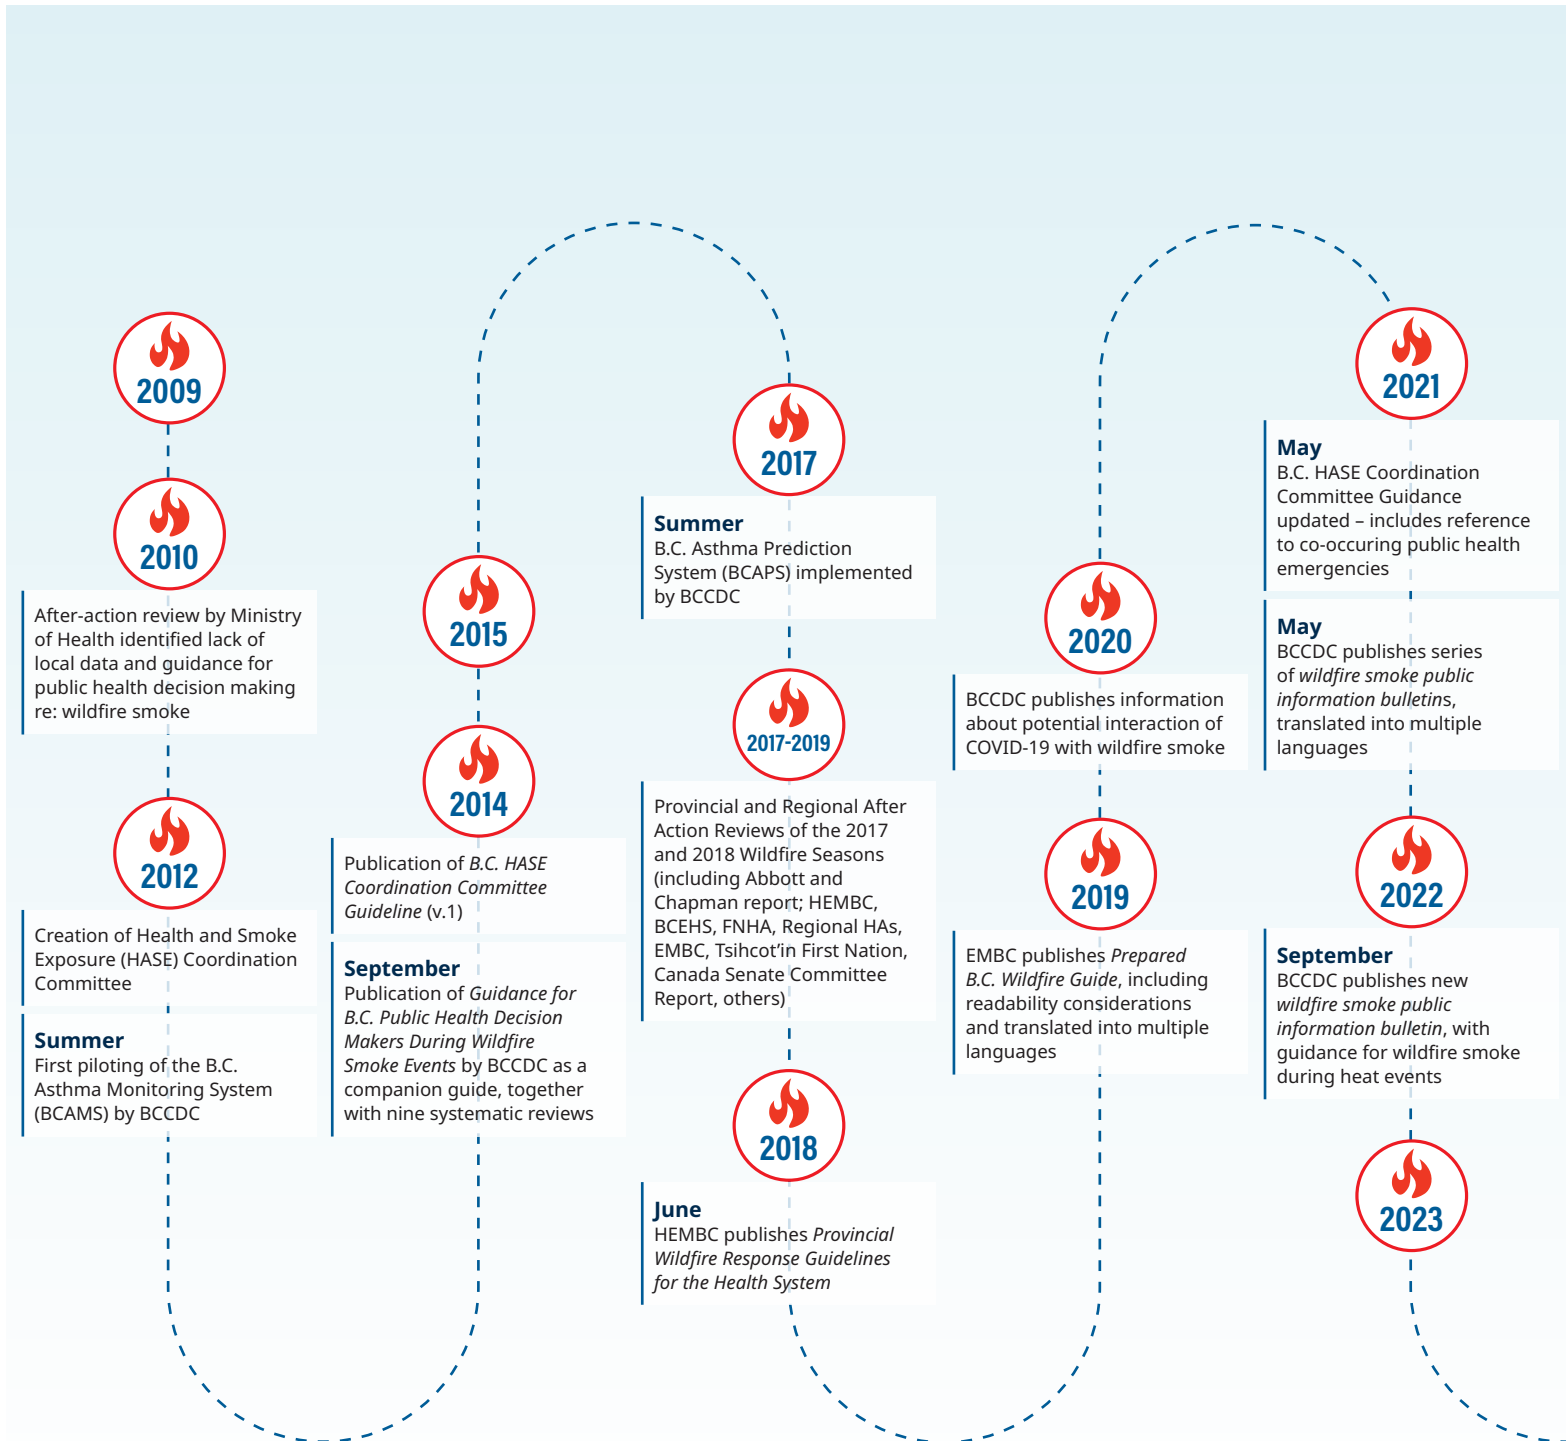 2009
2010
After-action review by Ministry
of Health identified lack of
local data and guidance for
public health decision making
re: wildfire smoke
2012
Creation of Health and Smoke
Exposure (HASE) Coordination
Committee
Summer
First piloting of the B.C.
Asthma Monitoring System
(BCAMS) by BCCDC
2015
2014
Publication of B.C. HASE
Coordination Committee
Guideline (v.1)
September
Publication of Guidance for
B.C. Public Health Decision
Makers During Wildfire
Smoke Events by BCCDC as a
companion guide, together
with nine systematic reviews
2017
Summer
B.C. Asthma Prediction
System (BCAPS) implemented
by BCCDC
2017-2019
Provincial and Regional After
Action Reviews of the 2017
and 2018 Wildfire Seasons
(including Abbott and
Chapman report; HEMBC,
BCEHS, FNHA, Regional HAs,
EMBC, Tsihcot'in First Nation,
Canada Senate Committee
Report, others)
2018
June
HEMBC publishes Provincial
Wildfire Response Guidelines
for the Health System
2020
BCCDC publishes information
about potential interaction of
COVID-19 with wildfire smoke
2019
EMBC publishes Prepared
B.C. Wildfire Guide, including
readability considerations
and translated into multiple
languages
2021
May
B.C. HASE Coordination
Committee Guidance
updated – includes reference
to co-occuring public health
emergencies
May
BCCDC publishes series
of wildfire smoke public
information bulletins,
translated into multiple
languages
2022
September
BCCDC publishes new
wildfire smoke public
information bulletin, with
guidance for wildfire smoke
during heat events
2023